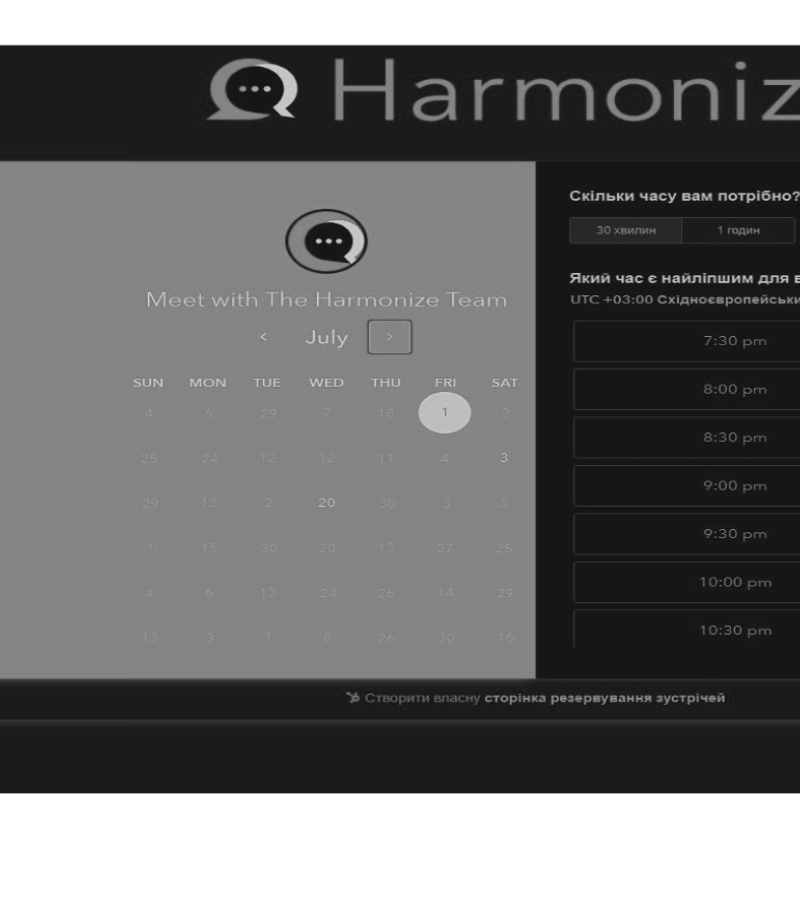 Harmoniz
Meet with The Harmonize Team
< July >
SUN MON TUE WED THU FRI SAT
4 6 29 7 18 1 2
25 24 12 12 11 4 3
29 13 2 20 30 3 5
1 15 30 20 13 27 25
4 6 13 24 26 14 29
13 3 1 8 26 30 16
Скільки часу вам потрібно?
30 хвилин 1 годин
Який час є найліпшим для
UTC +03:00 Східноєвропейськи
7:30 pm
8:00 pm
8:30 pm
9:00 pm
9:30 pm
10:00 pm
10:30 pm
Створити власну сторінка резервування зустрічей